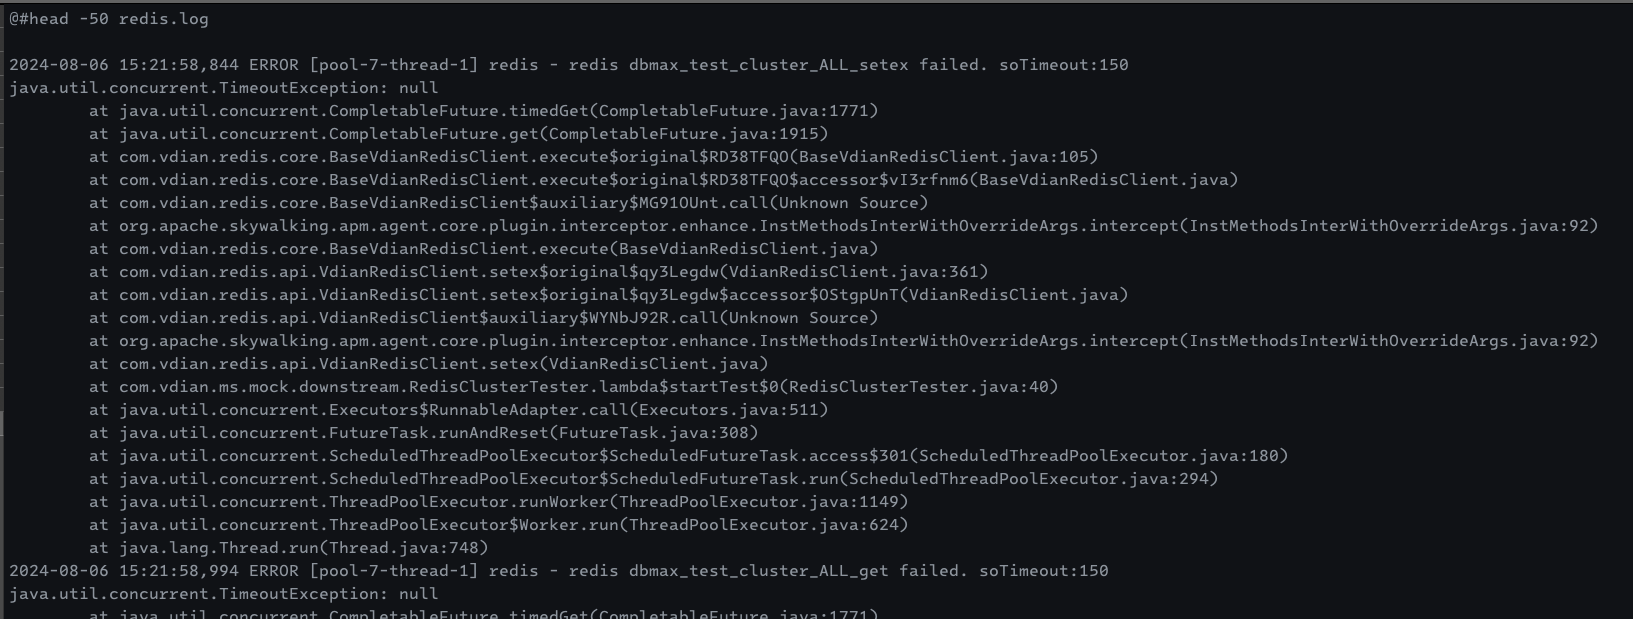 @#head -50 redis.log
2024-08-06 15:21:58,844 ERROR [pool-7-thread-1] redis - redis dbmax_test_cluster_ALL_setex failed. soTimeout:150
java.util.concurrent.TimeoutException: null
at java.util.concurrent.CompletableFuture.timedGet(CompletableFuture.java:1771)
at java.util.concurrent.CompletableFuture.get(CompletableFuture.java:1915)
at com.vdian.redis.core.BaseVdianRedisClient.execute$original$RD38TFQO(BaseVdianRedisClient.java:105)
at com.vdian.redis.core.BaseVdianRedisClient.execute$original$RD38TFQO$accessor$vI3rfnm6(BaseVdianRedisClient.java)
at com.vdian.redis.core.BaseVdianRedisClient$auxiliary$MG91OUnt.call(Unknown Source)
at org.apache.skywalking.apm.agent.core.plugin.interceptor.enhance.InstMethodsInterWithOverrideArgs.intercept(InstMethodsInterWithOverrideArgs.java:92)
at com.vdian.redis.core.BaseVdianRedisClient.execute(BaseVdianRedisClient.java)
at com.vdian.redis.api.VdianRedisClient.setex$original$qy3Legdw(VdianRedisClient.java:361)
at com.vdian.redis.api.VdianRedisClient.setex$original$qy3Legdw$accessor$OStgpUnT(VdianRedisClient.java)
at com.vdian.redis.api.VdianRedisClient$auxiliary$WYNbJ92R.call(Unknown Source)
at org.apache.skywalking.apm.agent.core.plugin.interceptor.enhance.InstMethodsInterWithOverrideArgs.intercept(InstMethodsInterWithOverrideArgs.java:92)
at com.vdian.redis.api.VdianRedisClient.setex(VdianRedisClient.java)
at com.vdian.ms.mock.downstream.RedisClusterTester.lambda$startTest$0(RedisClusterTester.java:40)
at java.util.concurrent.Executors$RunnableAdapter.call(Executors.java:511)
at java.util.concurrent.FutureTask.runAndReset(FutureTask.java:308)
at java.util.concurrent.ScheduledThreadPoolExecutor$ScheduledFutureTask.access$301(ScheduledThreadPoolExecutor.java:180)
at java.util.concurrent.ScheduledThreadPoolExecutor$ScheduledFutureTask.run(ScheduledThreadPoolExecutor.java:294)
at java.util.concurrent.ThreadPoolExecutor.runWorker(ThreadPoolExecutor.java:1149)
at java.util.concurrent.ThreadPoolExecutor$Worker.run(ThreadPoolExecutor.java:624)
at java.lang.Thread.run(Thread.java:748)
2024-08-06 15:21:58,994 ERROR [pool-7-thread-1] redis - redis dbmax_test_cluster_ALL_get failed. soTimeout:150
java.util.concurrent.TimeoutException: null
at java.util.concurrent.CompletableFuture.timedGet(CompletableFuture.java:1771)